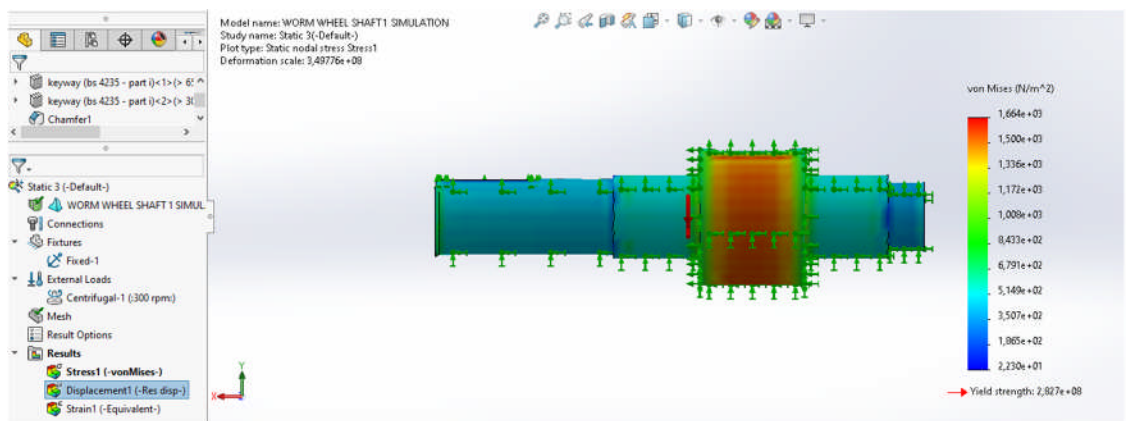 Model name: WORM WHEEL SHAFT1 SIMULATION
Study name: Static 3(-Default-)
Plot type: Static nodal stress Stress1
Deformation scale: 3,49776e+08
keyway (bs 4235 - part i)<1>(> 65
keyway (bs 4235 - part i)<2>(> 30
Chamfer1
Static 3 (-Default-)
WORM WHEEL SHAFT 1 SIMUL
Connections
Fixtures
Fixed-1
External Loads
Centrifugal-1 (:300 rpm:)
Mesh
Result Options
Results
Stress1 (-vonMises-)
Displacement1 (-Res disp-)
Strain1 (-Equivalent-)
Y
X
von Mises (N/m^2)
1,664e+03
1,500e+03
1,336e+03
1,172e+03
1,008e+03
8,433e+02
6,791e+02
5,149e+02
3,507e+02
1,865e+02
2,230e+01
Yield strength: 2,827e+08